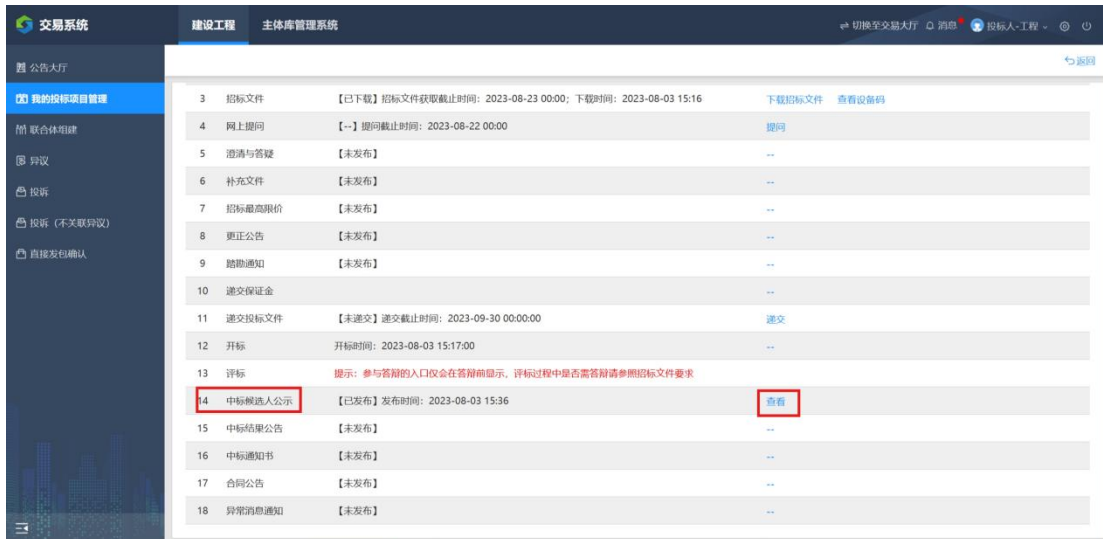 交易系统 建设工程 主体库管理系统 切换至交易大厅 消息 投标人-工程
公告大厅 返回
我的投标项目管理
联合体组建
异议
投诉
投诉（不关联异议）
直接发包确认
3 招标文件 【已下载】招标文件获取截止时间：2023-08-23 00:00；下载时间：2023-08-03 15:16 下载招标文件 查看设备码
4 网上提问 【--】提问截止时间：2023-08-22 00:00 提问
5 澄清与答疑 【未发布】 --
6 补充文件 【未发布】 --
7 招标最高限价 【未发布】 --
8 更正公告 【未发布】 --
9 踏勘通知 【未发布】 --
10 递交保证金 --
11 递交投标文件 【未递交】递交截止时间：2023-09-30 00:00:00 递交
12 开标 开标时间：2023-08-03 15:17:00 --
13 评标 提示：参与答辩的入口仅会在答辩前显示，评标过程中是否需答辩请参照招标文件要求
14 中标候选人公示 【已发布】发布时间：2023-08-03 15:36 查看
15 中标结果公告 【未发布】 --
16 中标通知书 【未发布】 --
17 合同公告 【未发布】 --
18 异常消息通知 【未发布】 --